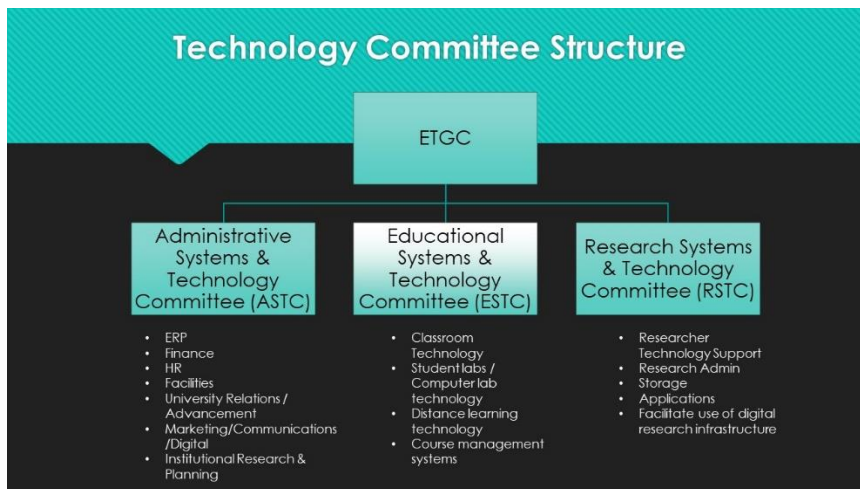 Technology Committee Structure
ETGC
Administrative
Systems &
Technology
Committee (ASTC)
• ERP
• Finance
• HR
• Facilities
• University Relations /
Advancement
• Marketing/Communications
/Digital
• Institutional Research &
Planning
Educational
Systems &
Technology
Committee (ESTC)
• Classroom
Technology
• Student labs /
Computer lab
technology
• Distance learning
technology
• Course management
systems
Research Systems
& Technology
Committee (RSTC)
• Researcher
Technology Support
• Research Admin
• Storage
• Applications
• Facilitate use of digital
research infrastructure